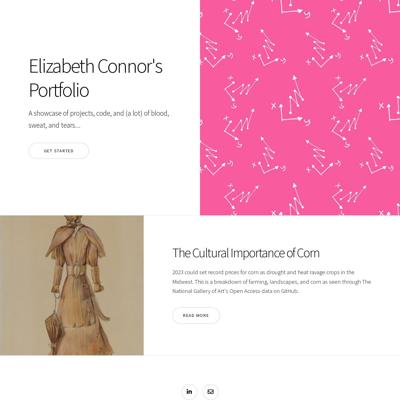 Elizabeth Connor's
Portfolio
A showcase of projects, code, and (a lot) of blood,
sweat, and tears...
GET STARTED
The Cultural Importance of Corn
2023 could set record prices for corn as drought and heat ravage crops in the
Midwest. This is a breakdown of farming, landscapes, and corn as seen through The
National Gallery of Art's Open Access data on GitHub.
READ MORE